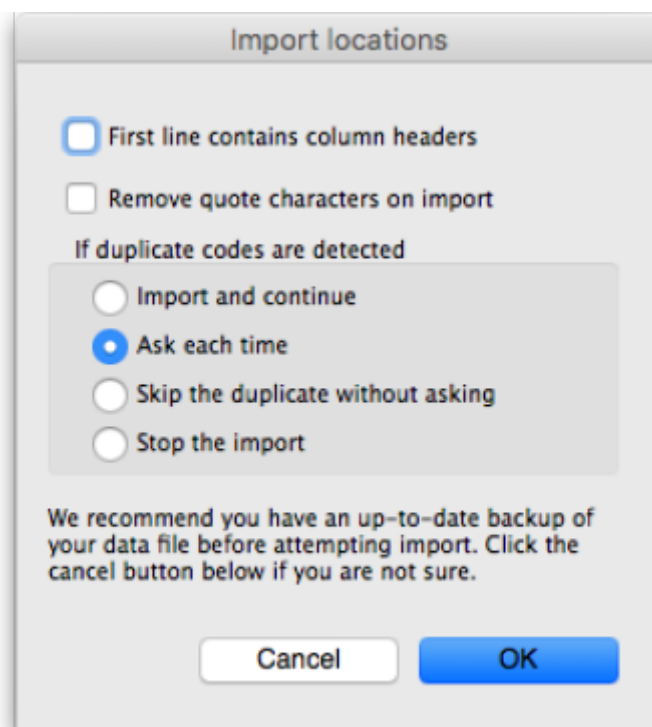 Import locations
First line contains column headers
Remove quote characters on import
If duplicate codes are detected
Import and continue
Ask each time
Skip the duplicate without asking
Stop the import
We recommend you have an up-to-date backup of
your data file before attempting import. Click the
cancel button below if you are not sure.
Cancel
OK